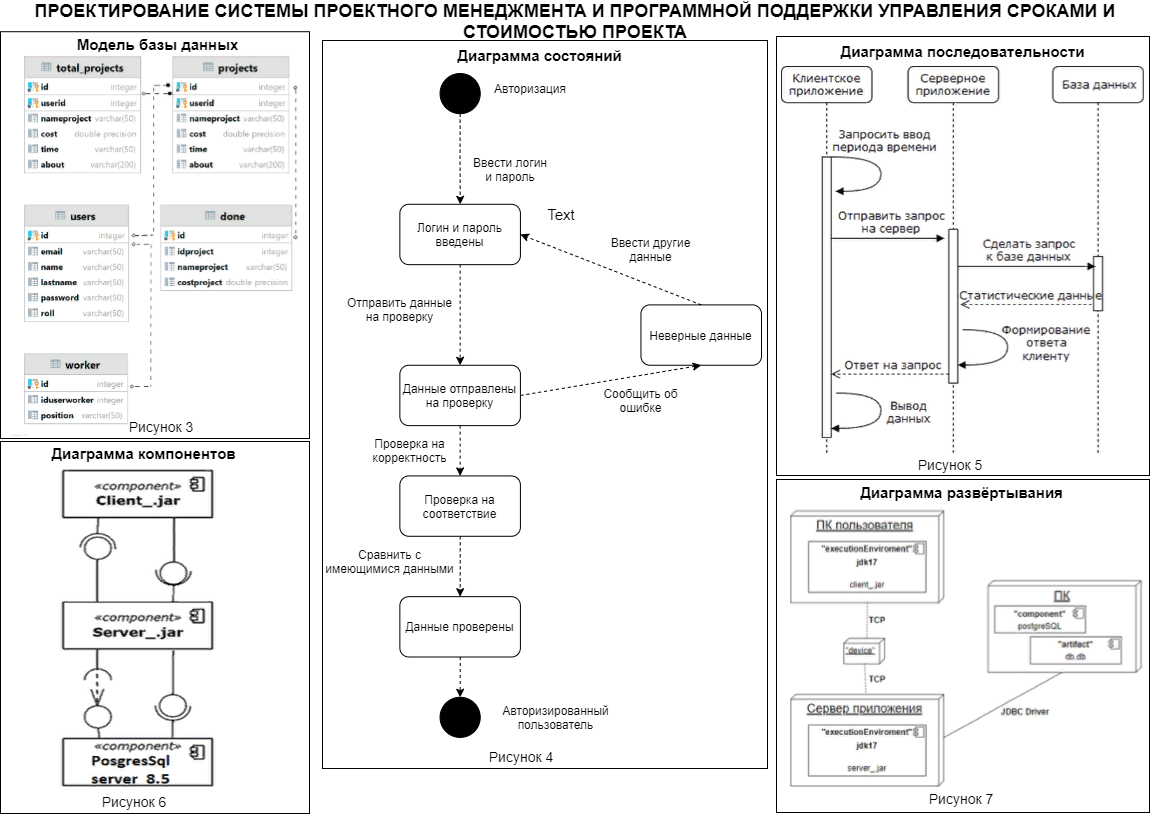 ПРОЕКТИРОВАНИЕ СИСТЕМЫ ПРОЕКТНОГО МЕНЕДЖМЕНТА И ПРОГРАММНОЙ ПОДДЕРЖКИ УПРАВЛЕНИЯ СРОКАМИ И
СТОИМОСТЬЮ ПРОЕКТА
Модель базы данных
total_projects
id integer
userid integer
nameproject varchar(50)
cost double precision
time varchar(50)
about varchar(200)
projects
id integer
userid integer
nameproject varchar(50)
cost double precision
time varchar(50)
about varchar(200)
users
id integer
email varchar(50)
name varchar(50)
lastname varchar(50)
password varchar(50)
roll varchar(50)
done
id integer
idproject integer
nameproject varchar(50)
costproject double precision
worker
id integer
iduserworker integer
position varchar(50)
Рисунок 3
Диаграмма компонентов
«component»
Client_.jar
«component»
Server_.jar
«component»
PosgresSql
server_8.5
Рисунок 6
Диаграмма состояний
Авторизация
Ввести логин
и пароль
Логин и пароль
введены
Text
Ввести другие
данные
Отправить данные
на проверку
Неверные данные
Данные отправлены
на проверку
Сообщить об
ошибке
Проверка на
корректность
Проверка на
соответствие
Сравнить с
имеющимися данными
Данные проверены
Авторизированный
пользователь
Рисунок 4
Диаграмма последовательности
Клиентское
приложение
Серверное
приложение
База данных
Запросить ввод
периода времени
Отправить запрос
на сервер
Сделать запрос
к базе данных
Статистические данные
Формирование
ответа
клиенту
Ответ на запрос
Вывод
данных
Рисунок 5
Диаграмма развёртывания
ПК пользователя
"executionEnviroment"
jdk17
client_.jar
TCP
"device"
TCP
Сервер приложения
"executionEnviroment"
jdk17
server_.jar
ПК
"component"
postgreSQL
"artifact"
db.db
JDBC Driver
Рисунок 7